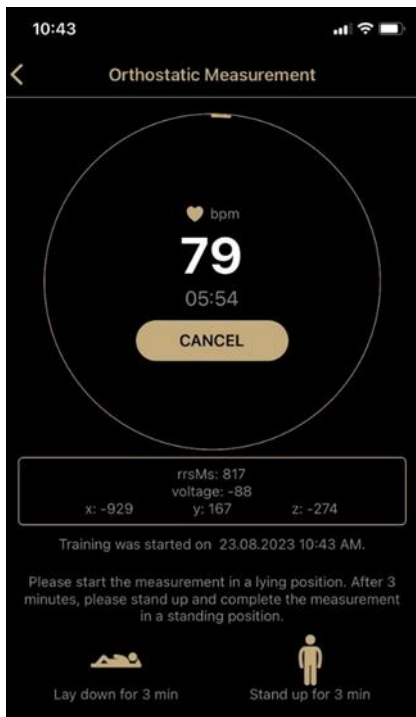 10:43
Orthostatic Measurement
bpm
79
05:54
CANCEL
rrsMs: 817
voltage: -88
x: -929 y: 167 z: -274
Training was started on 23.08.2023 10:43 AM.
Please start the measurement in a lying position. After 3
minutes, please stand up and complete the measurement
in a standing position.
Lay down for 3 min Stand up for 3 min